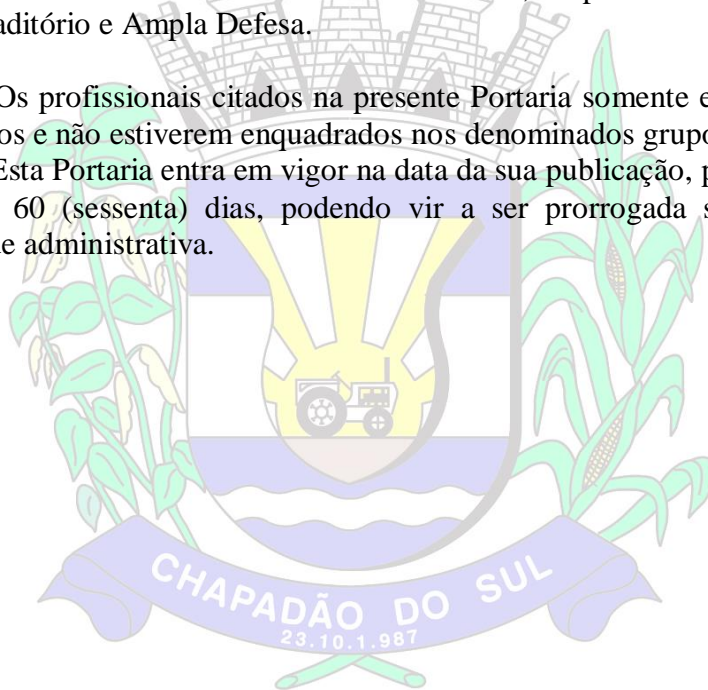 aditório e Ampla Defesa.
Os profissionais citados na presente Portaria somente e
os e não estiverem enquadrados nos denominados grupo
Esta Portaria entra em vigor na data da sua publicação, p
60 (sessenta) dias, podendo vir a ser prorrogada s
e administrativa.
CHAPADÃO DO SUL
23.10.1.987